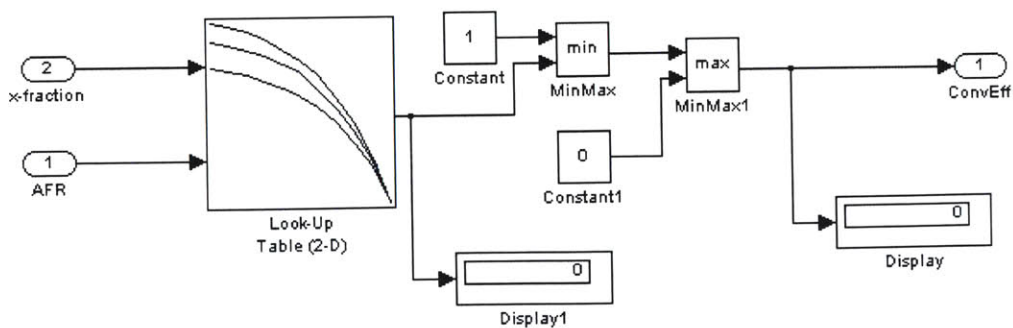 2
x-fraction
1
AFR
Look-Up
Table (2-D)
1
Constant
min
MinMax
0
Constant1
max
MinMax1
1
ConvEff
0
Display
0
Display1